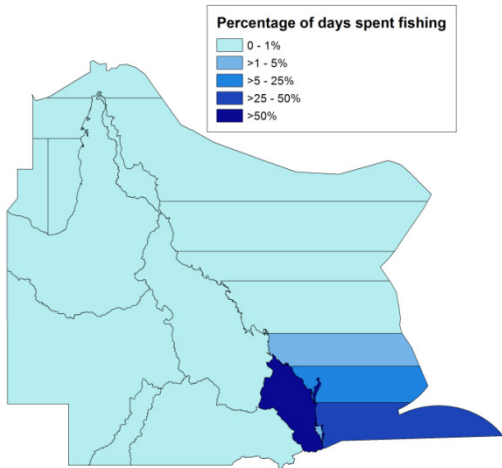 Percentage of days spent fishing
0 - 1%
>1 - 5%
>5 - 25%
>25 - 50%
>50%